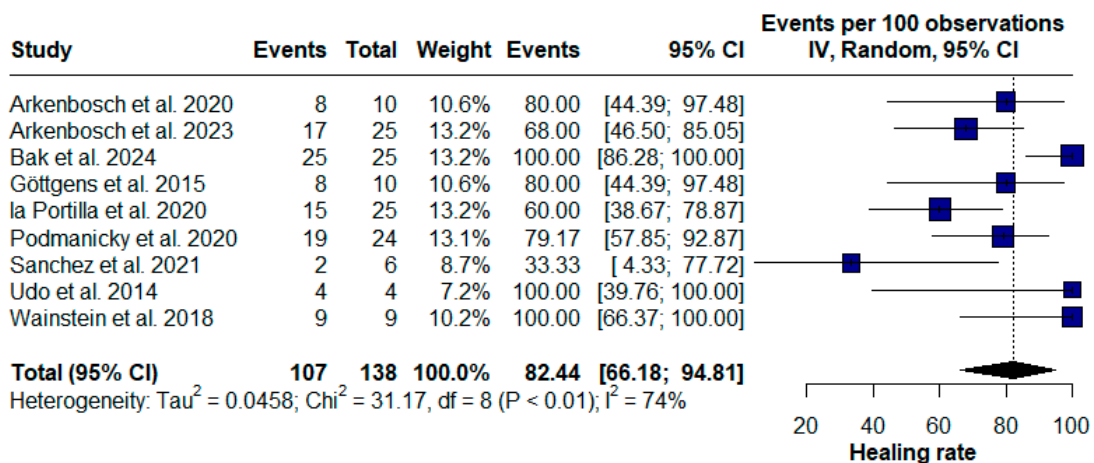 Events per 100 observations
Study Events Total Weight Events 95% CI IV, Random, 95% CI
Arkenbosch et al. 2020 8 10 10.6% 80.00 [44.39; 97.48]
Arkenbosch et al. 2023 17 25 13.2% 68.00 [46.50; 85.05]
Bak et al. 2024 25 25 13.2% 100.00 [86.28; 100.00]
Göttgens et al. 2015 8 10 10.6% 80.00 [44.39; 97.48]
la Portilla et al. 2020 15 25 13.2% 60.00 [38.67; 78.87]
Podmanicky et al. 2020 19 24 13.1% 79.17 [57.85; 92.87]
Sanchez et al. 2021 2 6 8.7% 33.33 [ 4.33; 77.72]
Udo et al. 2014 4 4 7.2% 100.00 [39.76; 100.00]
Wainstein et al. 2018 9 9 10.2% 100.00 [66.37; 100.00]
Total (95% CI) 107 138 100.0% 82.44 [66.18; 94.81]
Heterogeneity: Tau² = 0.0458; Chi² = 31.17, df = 8 (P < 0.01); I² = 74%
20 40 60 80 100
Healing rate